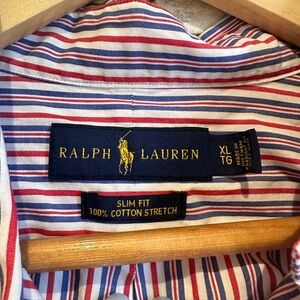 RALPH LAUREN
XL
TG
SLIM FIT
100% COTTON STRETCH